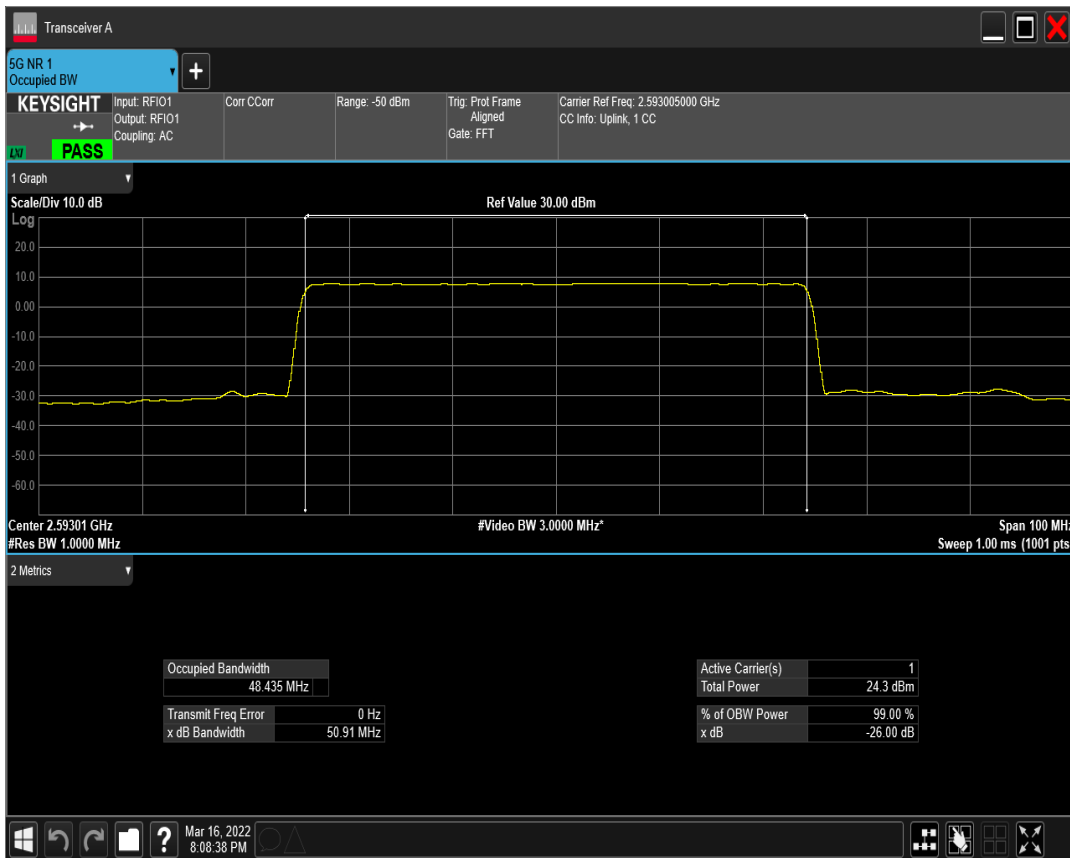 Transceiver A
5G NR 1
Occupied BW
KEYSIGHT
LXI
PASS
Input: RFIO1
Output: RFIO1
Coupling: AC
Corr CCorr
Range: -50 dBm
Trig: Prot Frame
Aligned
Gate: FFT
Carrier Ref Freq: 2.593005000 GHz
CC Info: Uplink, 1 CC
1 Graph
Scale/Div 10.0 dB
Ref Value 30.00 dBm
Log
20.0
10.0
0.00
-10.0
-20.0
-30.0
-40.0
-50.0
-60.0
Center 2.59301 GHz
#Video BW 3.0000 MHz*
Span 100 MHz
#Res BW 1.0000 MHz
Sweep 1.00 ms (1001 pts
2 Metrics
Occupied Bandwidth
48.435 MHz
Transmit Freq Error 0 Hz
x dB Bandwidth 50.91 MHz
Active Carrier(s) 1
Total Power 24.3 dBm
% of OBW Power 99.00 %
x dB -26.00 dB
?
Mar 16, 2022
8:08:38 PM